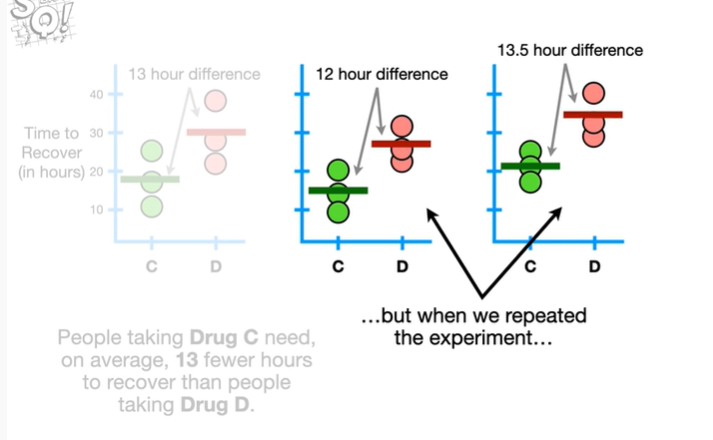 13.5 hour difference
13 hour difference
12 hour difference
40
Time to
Recover
(in hours)
30
20
10
C
D
C
D
C
D
...but when we repeated
the experiment...
People taking Drug C need,
on average, 13 fewer hours
to recover than people
taking Drug D.